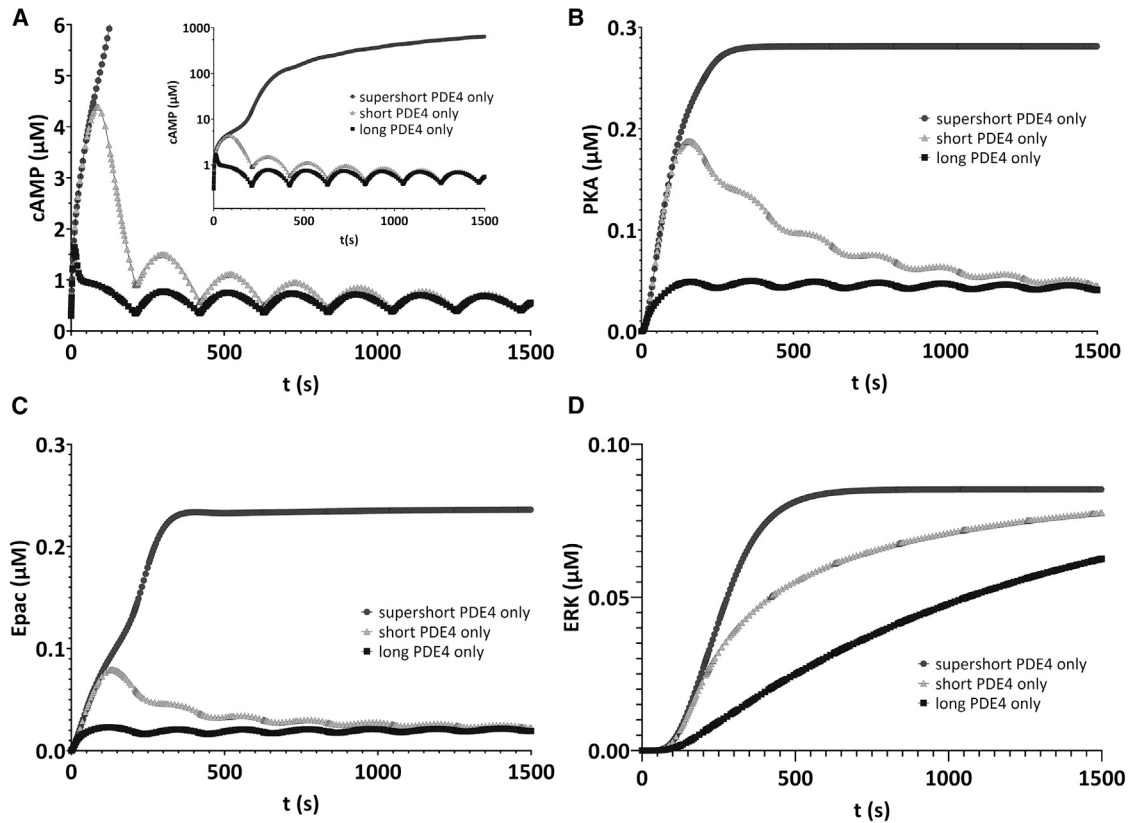 A
cAMP (µM)
6
5
4
3
2
1
0
0
500
1000
1500
t (s)
cAMP (µM)
1000
100
10
1
0
500
1000
1500
t(s)
supershort PDE4 only
short PDE4 only
long PDE4 only
B
PKA (µM)
0.3
0.2
0.1
0.0
0
500
1000
1500
t (s)
supershort PDE4 only
short PDE4 only
long PDE4 only
C
Epac (µM)
0.3
0.2
0.1
0.0
0
500
1000
1500
t (s)
supershort PDE4 only
short PDE4 only
long PDE4 only
D
ERK (µM)
0.10
0.05
0.00
0
500
1000
1500
t (s)
supershort PDE4 only
short PDE4 only
long PDE4 only